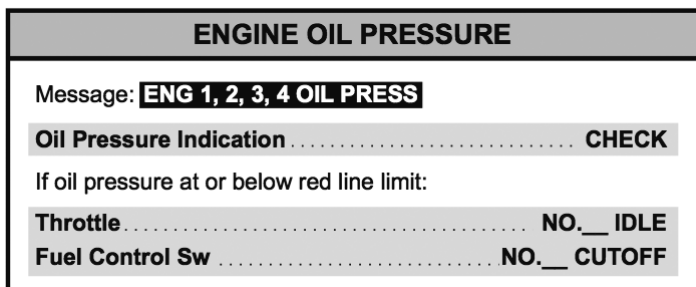 ENGINE OIL PRESSURE
Message: ENG 1, 2, 3, 4 OIL PRESS
Oil Pressure Indication ............................. CHECK
If oil pressure at or below red line limit:
Throttle......................................... NO.__ IDLE
Fuel Control Sw .............................NO.__ CUTOFF